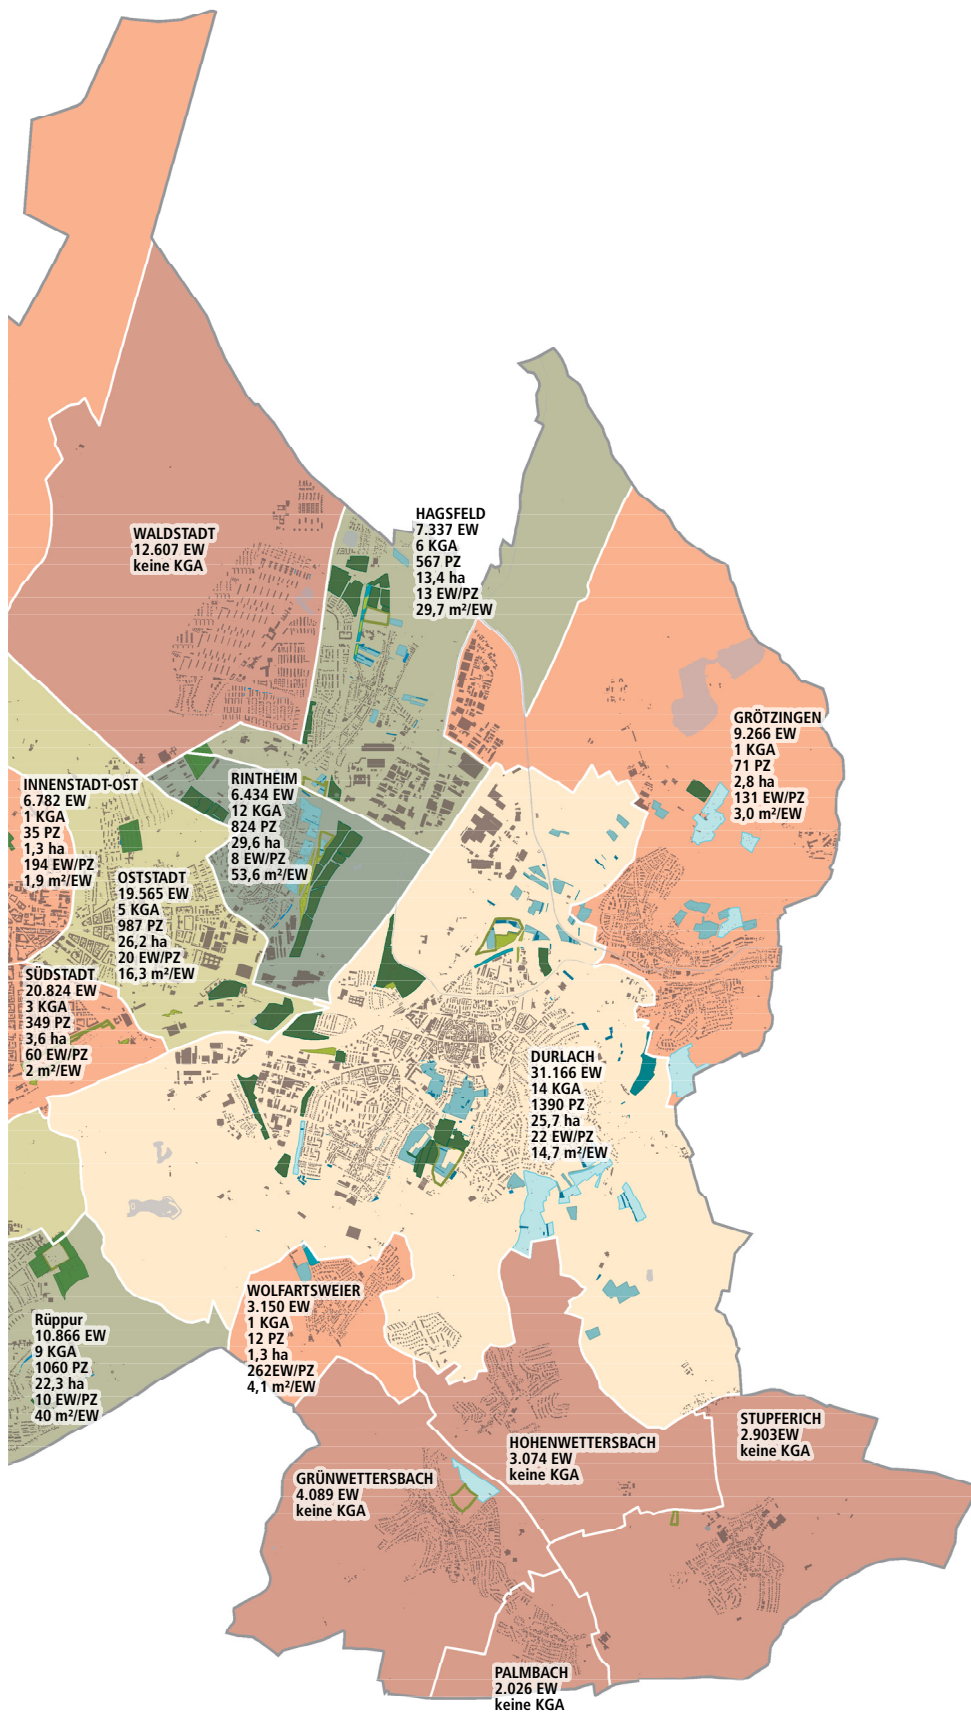 WALDSTADT
12.607 EW
keine KGA
HAGSFELD
7.337 EW
6 KGA
567 PZ
13,4 ha
13 EW/PZ
29,7 m²/EW
GRÖTZINGEN
9.266 EW
1 KGA
71 PZ
2,8 ha
131 EW/PZ
3,0 m²/EW
INNENSTADT-OST
6.782 EW
1 KGA
35 PZ
1,3 ha
194 EW/PZ
1,9 m²/EW
RINTHEIM
6.434 EW
12 KGA
824 PZ
29,6 ha
8 EW/PZ
53,6 m²/EW
OSTSTADT
19.565 EW
5 KGA
987 PZ
26,2 ha
20 EW/PZ
16,3 m²/EW
SÜDSTADT
20.824 EW
3 KGA
349 PZ
3,6 ha
60 EW/PZ
2 m²/EW
DURLACH
31.166 EW
14 KGA
1390 PZ
25,7 ha
22 EW/PZ
14,7 m²/EW
WOLFARTSWEIER
3.150 EW
1 KGA
12 PZ
1,3 ha
262EW/PZ
4,1 m²/EW
Rüppur
10.866 EW
9 KGA
1060 PZ
22,3 ha
10 EW/PZ
40 m²/EW
STUPFERICH
2.903EW
keine KGA
HOHENWETTERSBACH
3.074 EW
keine KGA
GRÜNWETTERSBACH
4.089 EW
keine KGA
PALMBACH
2.026 EW
keine KGA